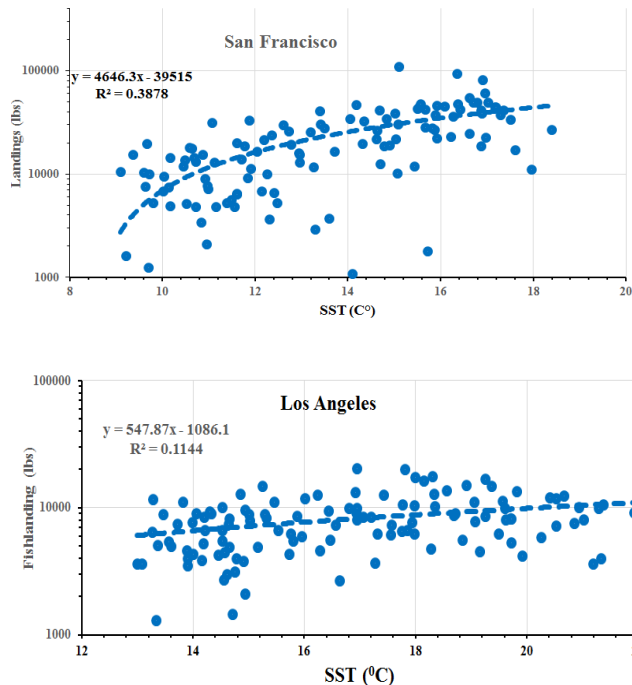 San Francisco
y = 4646.3x - 39515
R² = 0.3878
Landings (lbs)
100000
10000
1000
8 10 12 14 16 18 20
SST (C°)
Los Angeles
y = 547.87x - 1086.1
R² = 0.1144
Fishlanding (lbs)
100000
10000
1000
12 14 16 18 20
SST (⁰C)